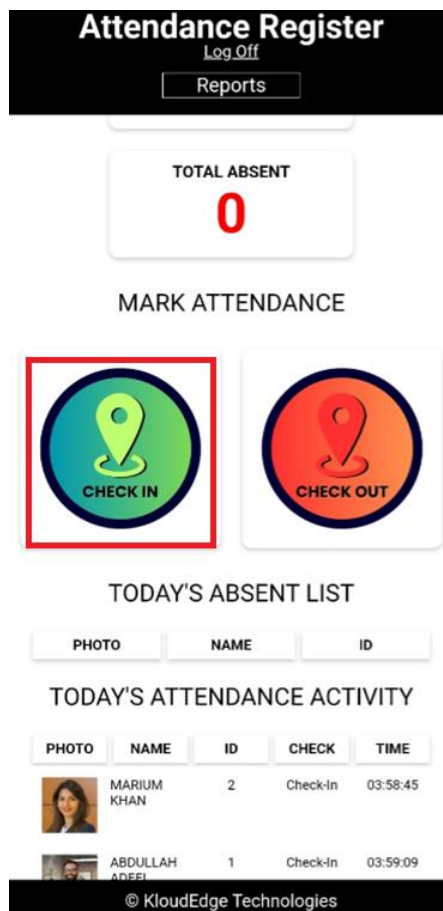 Attendance Register
Log Off
Reports
TOTAL ABSENT
0
MARK ATTENDANCE
CHECK IN
CHECK OUT
TODAY'S ABSENT LIST
PHOTO NAME ID
TODAY'S ATTENDANCE ACTIVITY
PHOTO NAME ID CHECK TIME
MARIUM 2 Check-In 03:58:45
KHAN
ABDULLAH 1 Check-In 03:59:09
ADEEL
© KloudEdge Technologies